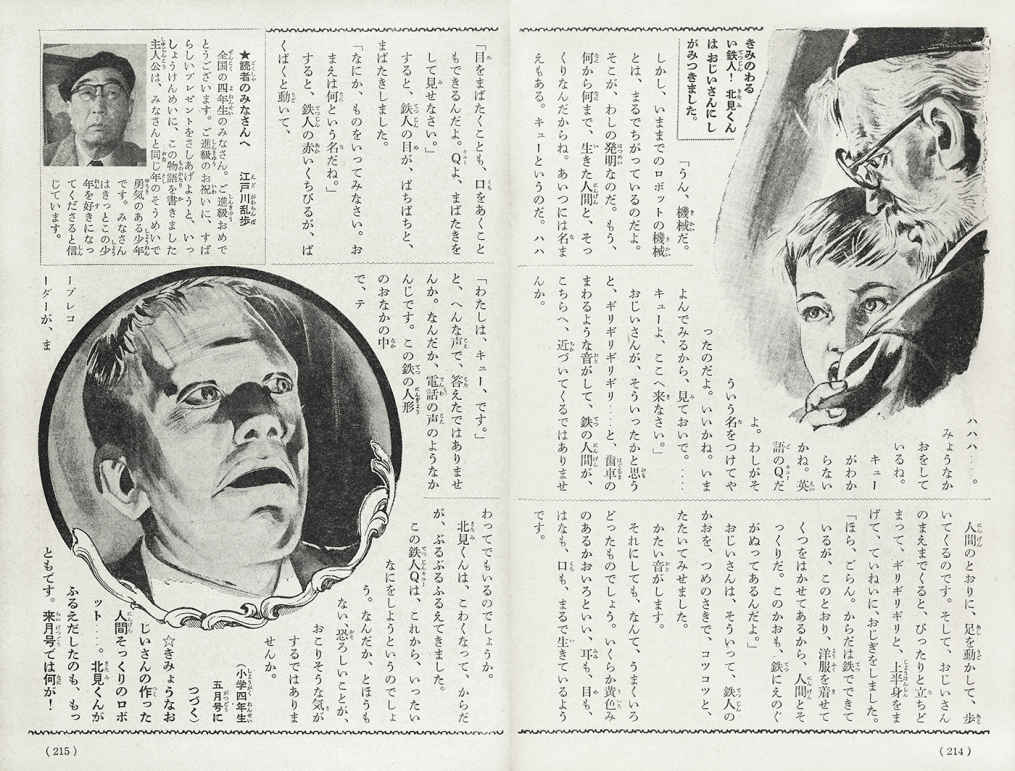 きみのわる
い鉄人！北見くん
はおじいさんにし
がみつきました。
「うん、機械だ。
しかし、いままでのロボットの機械
とは、まるでちがっているのだよ。
そこが、わしの発明なのだ。もう、
何から何まで、生きた人間と、そっ
くりなんだからね。あいつには名ま
えもある。キューというのだ。ハハ
ハハハ‥‥。
みょうなか
おをして
いるね。
キュー
がわか
らない
かね。英
語のQだ
よ。わしがそ
ういう名をつけてや
ったのだよ。いいかね。いま
よんでみるから、見ておいで。‥‥
キューよ、ここへ来なさい。」
おじいさんが、そういったかと思う
と、ギリギリギリギリ‥‥と、歯車の
まわるような音がして、鉄の人間が、
こちらへ、近づいてくるではありませ
んか。
人間のとおりに、足を動かして、歩
いてくるのです。そして、おじいさん
のまえまでくると、ぴったりと立ちど
まって、ギリギリギリと、上半身をま
げて、ていねいに、おじぎをしました。
「ほら、ごらん。からだは鉄でできて
いるが、このとおり、洋服を着せて
くつをはかせてあるから、人間とそ
っくりだ。このかおも、鉄にえのぐ
がぬってあるんだよ。」
おじいさんは、そういって、鉄人の
かおを、つめのさきで、コツコツと、
たたいてみせました。
かたい音がします。
それにしても、なんて、うまくいろ
どったものでしょう。いくらか黄色み
のあるかおいろといい、耳も、目も、
はなも、口も、まるで生きているよう
です。
(214)
「目をまばたくことも、口をあくこと
もできるんだよ。Qよ、まばたきを
して見せなさい。」
すると、鉄人の目が、ぱちぱちと、
まばたきしました。
「なにか、ものをいってみなさい。お
まえは何という名だね。」
すると、鉄人の赤いくちびるが、ぱ
くぱくと動いて、
★読者のみなさんへ　江戸川乱歩
全国の四年生のみなさん。ご進級おめで
とうございます。ご進級のお祝いに、すば
らしいプレゼントをさしあげようと、いっ
しょうけんめいに、この物語を書きました
主人公は、みなさんと同じ年のそうめいで
勇気のある少年
です。みなさん
はきっとこの少
年を好きになっ
てくださると信
じています。
「わたしは、キュー、です。」
と、へんな声で、答えたではありませ
んか。なんだか、電話の声のようなか
んじです。この鉄の人形
のおなかの中
で、テ
ープレコ
ーダーが、ま
わってでもいるのでしょうか。
北見くんは、こわくなって、からだ
が、ぶるぶるふるえてきました。
この鉄人Qは、これから、いったい
なにをしようというのでしょ
う。なんだか、とほうも
ない、恐ろしいことが、
おこりそうな気が
するではありま
せんか。
（小学四年生
五月号に
つづく）
☆きみょうなお
じいさんの作った
人間そっくりのロボ
ット‥‥。北見くんが
ふるえだしたのも、もっ
ともです。来月号では何が！
(215)